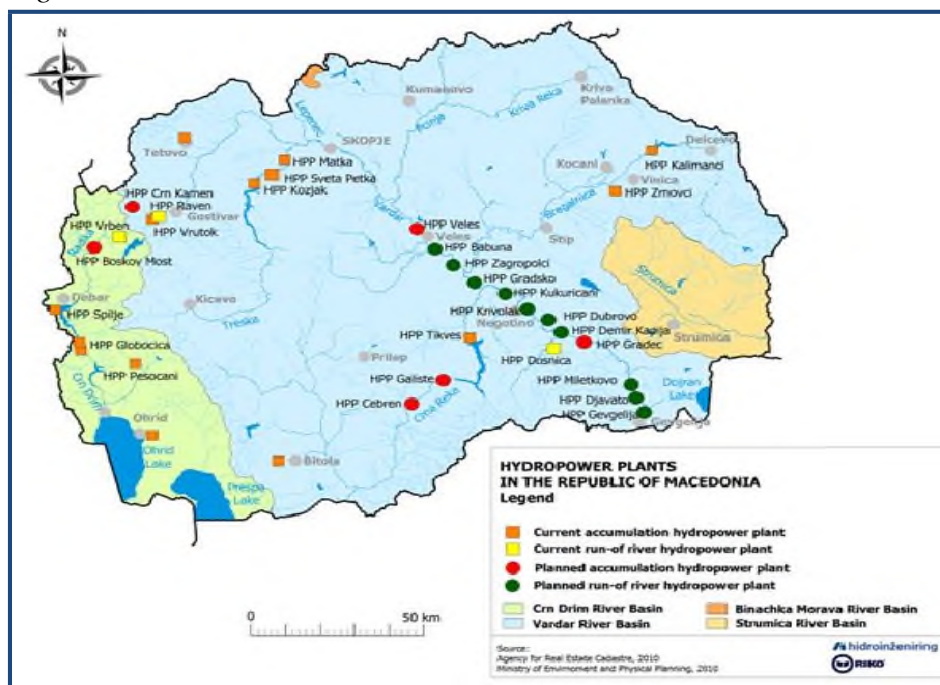 Kumanovo
Kriva
Palanka
Kriva Reka
Pcinja
Lepenec
SKOPJE
Tetovo
Delcevo
HPP Kalimanci
Kocani
Vinica
HPP Matka
HPP Sveta Petka
HPP Kozjak
HPP Zrnovci
HPP Crn Kamen
HPP Raven
Gostivar
HPP Vrben
HPP Vrutok
Radika
HPP Boskov Most
Vardar
HPP Veles
Veles
Bregalnica
Stip
HPP Babuna
HPP Zagropolci
HPP Gradsko
HPP Kukuricani
Strumica
Debar
HPP Spilje
Kicevo
Treska
HPP Krivolak
Negotino
HPP Dubrovo
HPP Demir Kapija
Strumica
HPP Tikves
HPP Gradec
HPP Globocica
HPP Dosnica
Prilep
HPP Pesocani
HPP Galiste
HPP Miletkovo
Dojran
Lake
HPP Cebren
Crna Reka
HPP Djavato
HPP Gevgelija
Gevgelija
Crn Drim
Ohrid
Ohrid
Lake
Bitola
Prespa
Lake
HYDROPOWER PLANTS
IN THE REPUBLIC OF MACEDONIA
Legend
Current accumulation hydropower plant
Current run-of river hydropower plant
Planned accumullation hydropower plant
Planned run-of river hydropower plant
Crn Drim River Basin
Binachka Morava River Basin
Vardar River Basin
Strumica River Basin
0 50 km
Source:
Agency for Real Estate Cadastre, 2010
Ministry of Environment and Physical Planning, 2010
hidroinženiring
RIKO